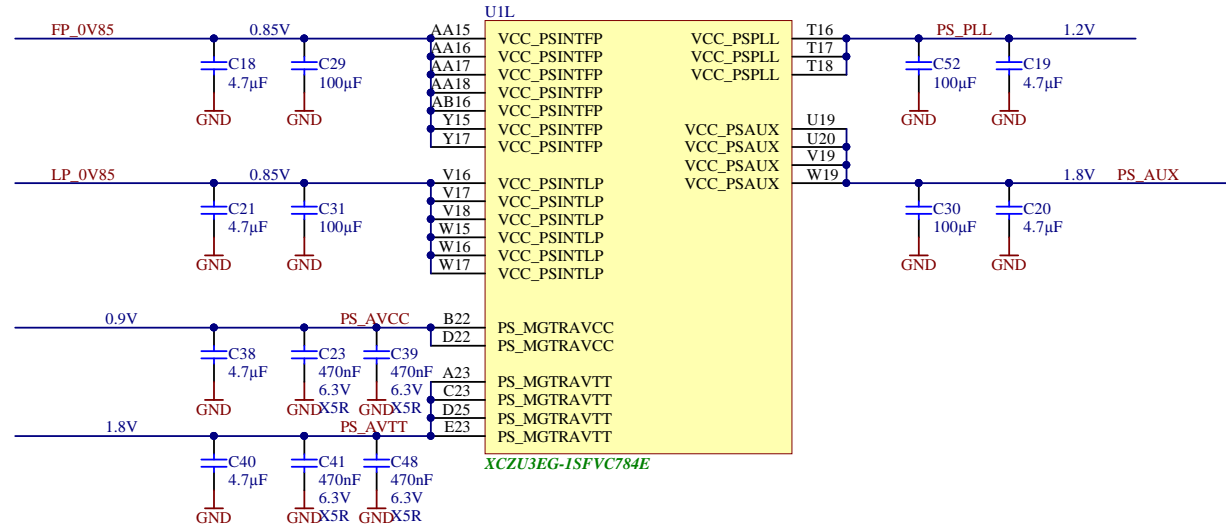 U1L
FP_0V85 0.85V AA15 VCC_PSINTFP VCC_PSPLL T16 PS_PLL 1.2V
AA16 VCC_PSINTFP VCC_PSPLL T17
AA17 VCC_PSINTFP VCC_PSPLL T18
AA18 VCC_PSINTFP
AB16 VCC_PSINTFP
Y15 VCC_PSINTFP VCC_PSAUX U19
Y17 VCC_PSINTFP VCC_PSAUX U20
VCC_PSAUX V19
C18 C29 C52 C19
4.7µF 100µF 100µF 4.7µF
GND GND GND GND
LP_0V85 0.85V V16 VCC_PSINTLP VCC_PSAUX W19 1.8V PS_AUX
V17 VCC_PSINTLP
V18 VCC_PSINTLP
W15 VCC_PSINTLP
W16 VCC_PSINTLP
W17 VCC_PSINTLP
C21 C31 C30 C20
4.7µF 100µF 100µF 4.7µF
GND GND GND GND
0.9V PS_AVCC B22 PS_MGTRAVCC
D22 PS_MGTRAVCC
C38 C23 C39
4.7µF 470nF 470nF
6.3V 6.3V
X5R X5R
GND GND GND
A23 PS_MGTRAVTT
C23 PS_MGTRAVTT
D25 PS_MGTRAVTT
1.8V PS_AVTT E23 PS_MGTRAVTT
C40 C41 C48
4.7µF 470nF 470nF
6.3V 6.3V
X5R X5R
GND GND GND
XCZU3EG-1SFVC784E